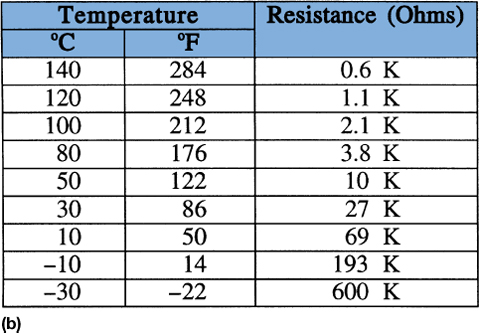 Temperature Resistance (Ohms)
ºC ºF
140 284 0.6 K
120 248 1.1 K
100 212 2.1 K
80 176 3.8 K
50 122 10 K
30 86 27 K
10 50 69 K
−10 14 193 K
−30 −22 600 K
(b)